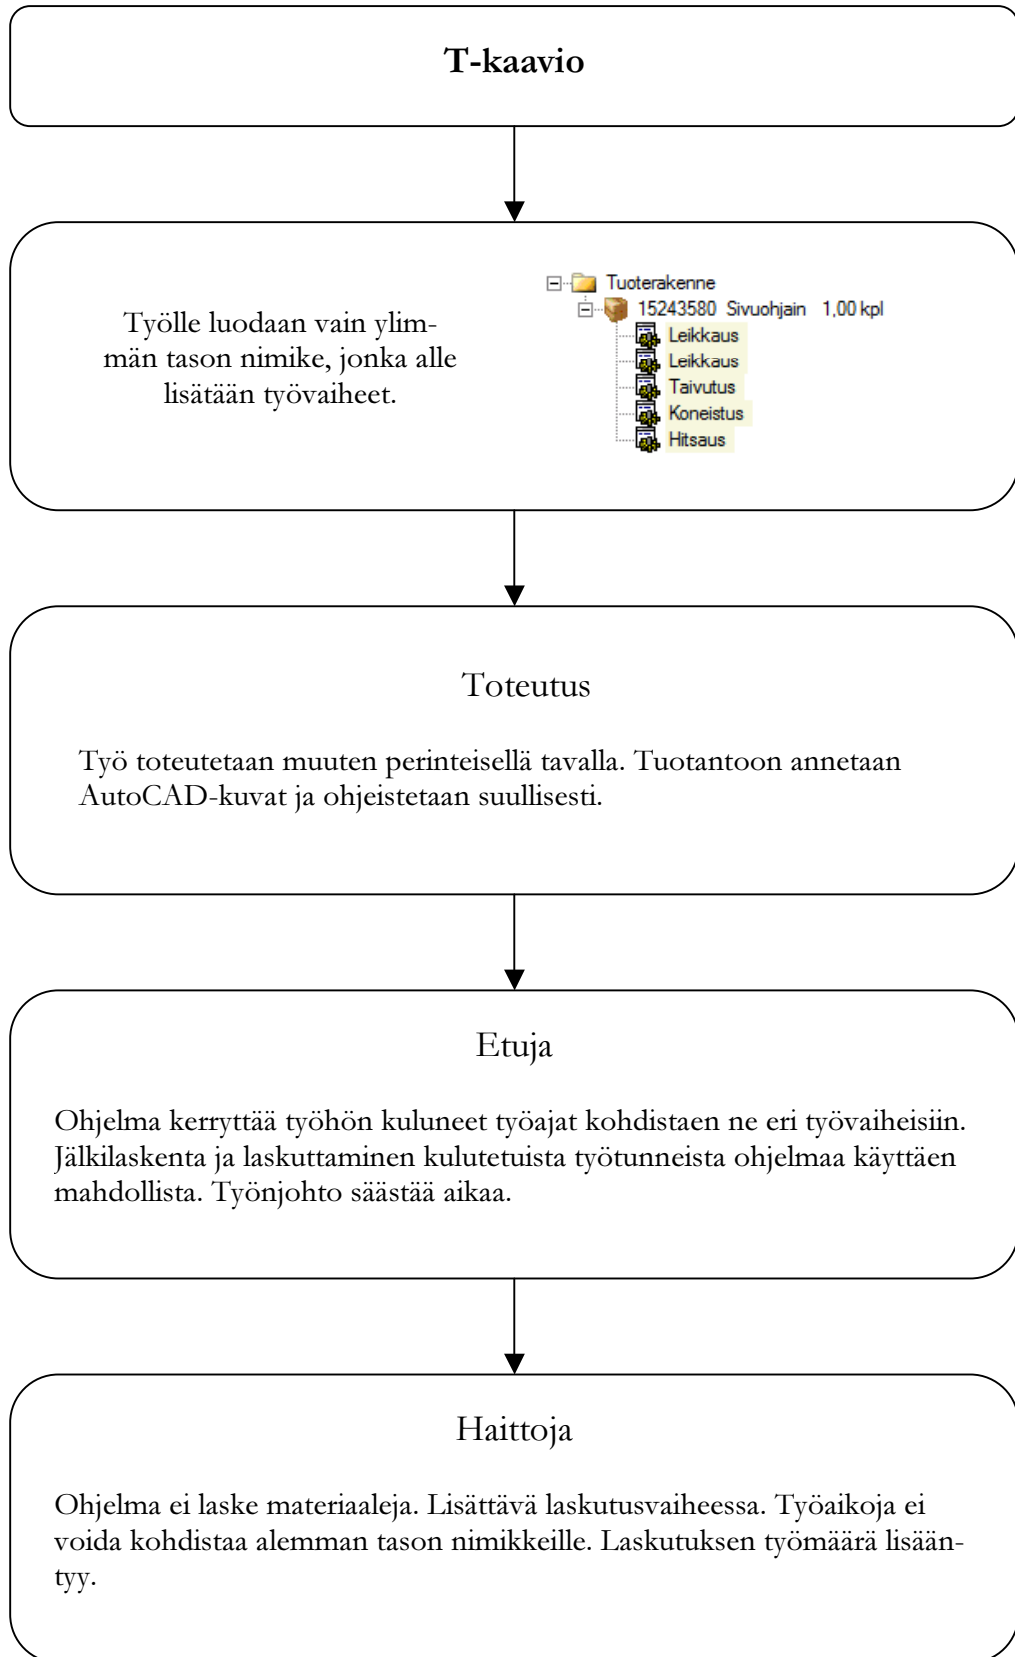 T-kaavio
Työlle luodaan vain ylim-
män tason nimike, jonka alle
lisätään työvaiheet.
Tuoterakenne
15243580 Sivuohjain 1,00 kpl
Leikkaus
Leikkaus
Taivutus
Koneistus
Hitsaus
Toteutus
Työ toteutetaan muuten perinteisellä tavalla. Tuotantoon annetaan
AutoCAD-kuvat ja ohjeistetaan suullisesti.
Etuja
Ohjelma kerryttää työhön kuluneet työajat kohdistaen ne eri työvaiheisiin.
Jälkilaskenta ja laskuttaminen kulutetuista työtunneista ohjelmaa käyttäen
mahdollista. Työnjohto säästää aikaa.
Haittoja
Ohjelma ei laske materiaaleja. Lisättävä laskutusvaiheessa. Työaikoja ei
voida kohdistaa alemman tason nimikkeille. Laskutuksen työmäärä lisään-
tyy.